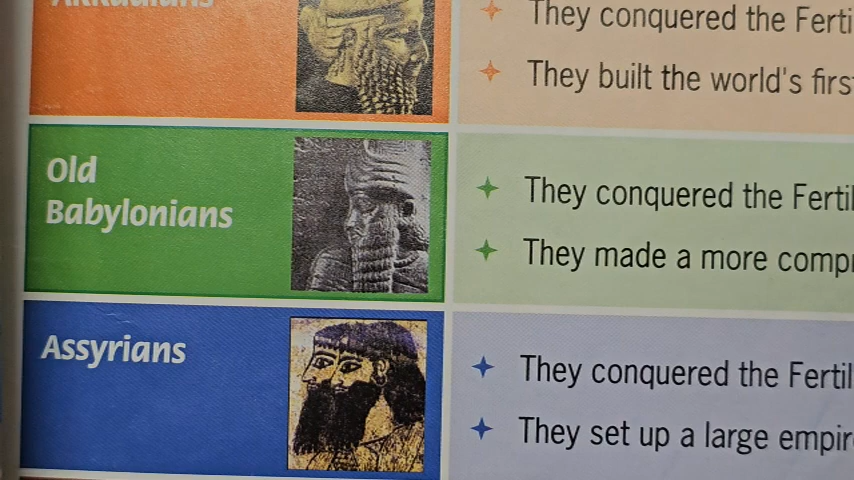 Akkadians
They conquered the Ferti
They built the world's firs
Old
Babylonians
They conquered the Fertil
They made a more compr
Assyrians
They conquered the Fertil
They set up a large empir